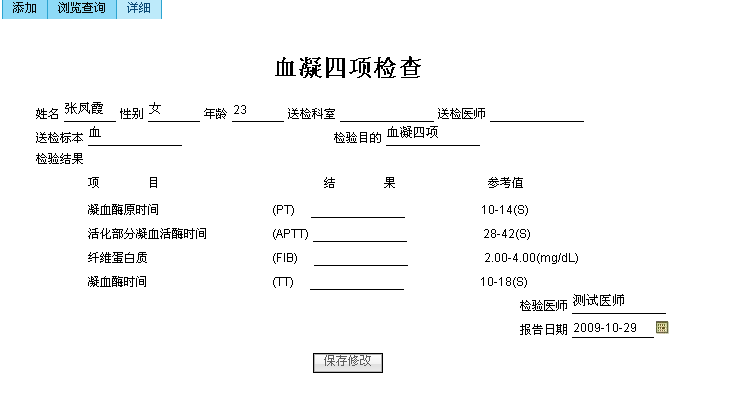 添加 浏览查询 详细
血凝四项检查
姓名 张凤霞 性别 女 年龄 23 送检科室 送检医师
送检标本 血 检验目的 血凝四项
检验结果
项 目 结 果 参考值
凝血酶原时间 (PT) 10-14(S)
活化部分凝血活酶时间 (APTT) 28-42(S)
纤维蛋白质 (FIB) 2.00-4.00(mg/dL)
凝血酶时间 (TT) 10-18(S)
检验医师 测试医师
报告日期 2009-10-29
保存修改